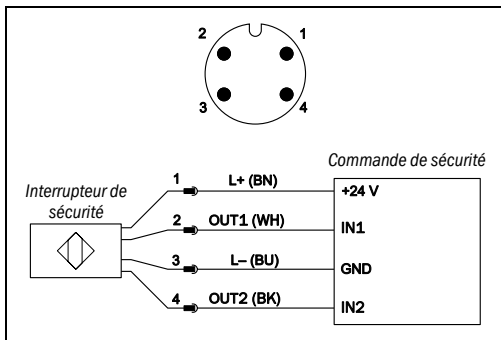 2 1
3 4
Commande de sécurité
Interrupteur de
sécurité
1 L+ (BN) +24 V
2 OUT1 (WH) IN1
3 L– (BU) GND
4 OUT2 (BK) IN2